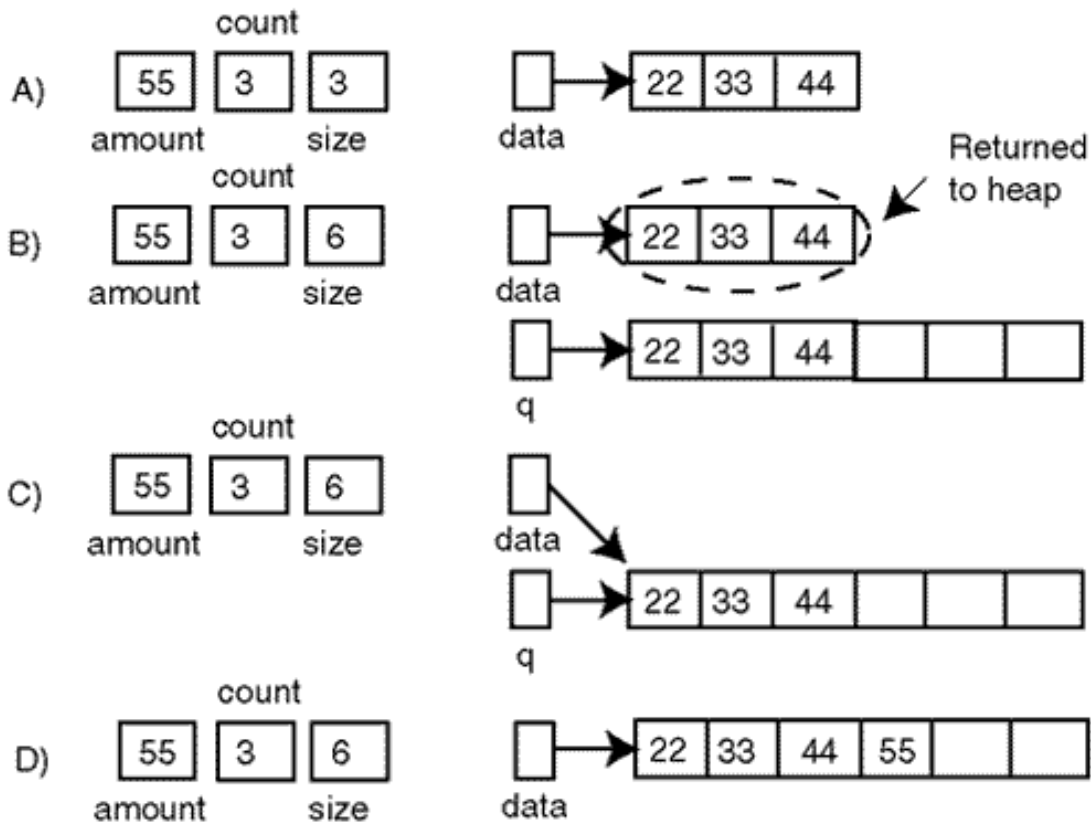 count
A) 55 3 3 22 33 44
amount size data
count
Returned
to heap
B) 55 3 6 22 33 44
amount size data
22 33 44
q
count
C) 55 3 6
amount size data
22 33 44
q
count
D) 55 3 6 22 33 44 55
amount size data